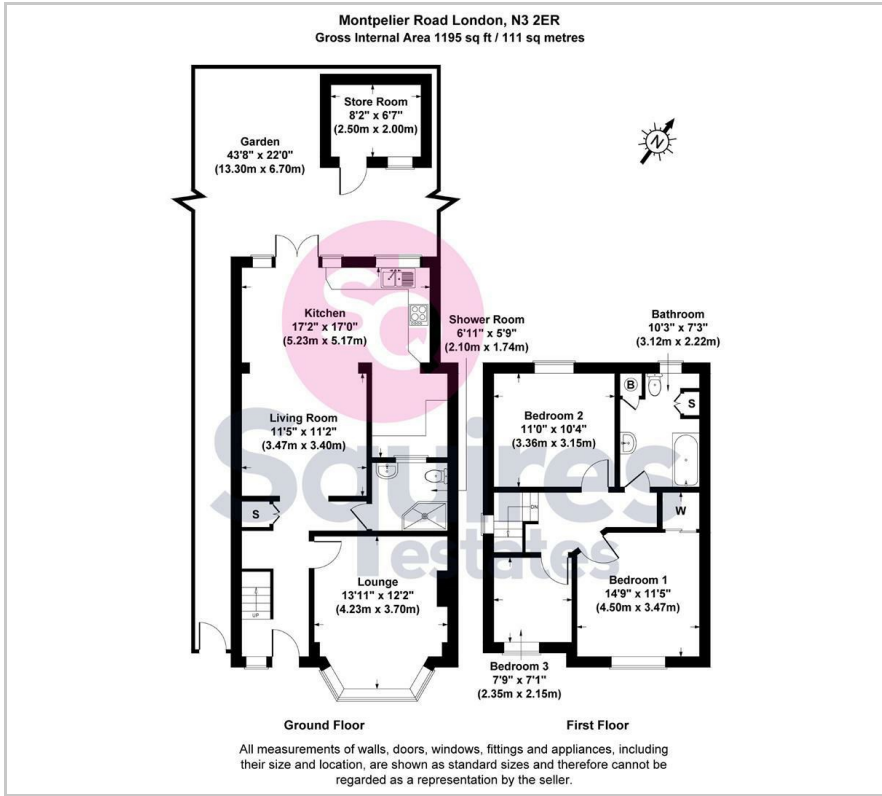 Montpelier Road London, N3 2ER
Gross Internal Area 1195 sq ft / 111 sq metres
Store Room
8'2" x 6'7"
(2.50m x 2.00m)
Garden
43'8" x 22'0"
(13.30m x 6.70m)
N
Kitchen
17'2" x 17'0"
(5.23m x 5.17m)
Shower Room
6'11" x 5'9"
(2.10m x 1.74m)
Bathroom
10'3" x 7'3"
(3.12m x 2.22m)
B
S
Living Room
11'5" x 11'2"
(3.47m x 3.40m)
Bedroom 2
11'0" x 10'4"
(3.36m x 3.15m)
Squires
estates
S
DN
W
Lounge
13'11" x 12'2"
(4.23m x 3.70m)
Bedroom 1
14'9" x 11'5"
(4.50m x 3.47m)
UP
Bedroom 3
7'9" x 7'1"
(2.35m x 2.15m)
Ground Floor
First Floor
All measurements of walls, doors, windows, fittings and appliances, including
their size and location, are shown as standard sizes and therefore cannot be
regarded as a representation by the seller.